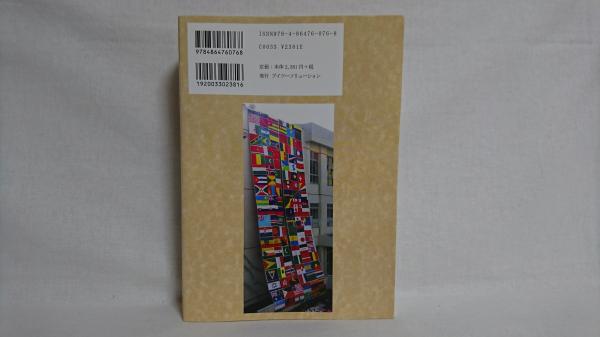 9784864760768
1920033023816
ISBN978-4-86476-076-8
C0033 ¥2381E
定価：本体2,381円+税
発行 ブイツーソリューション